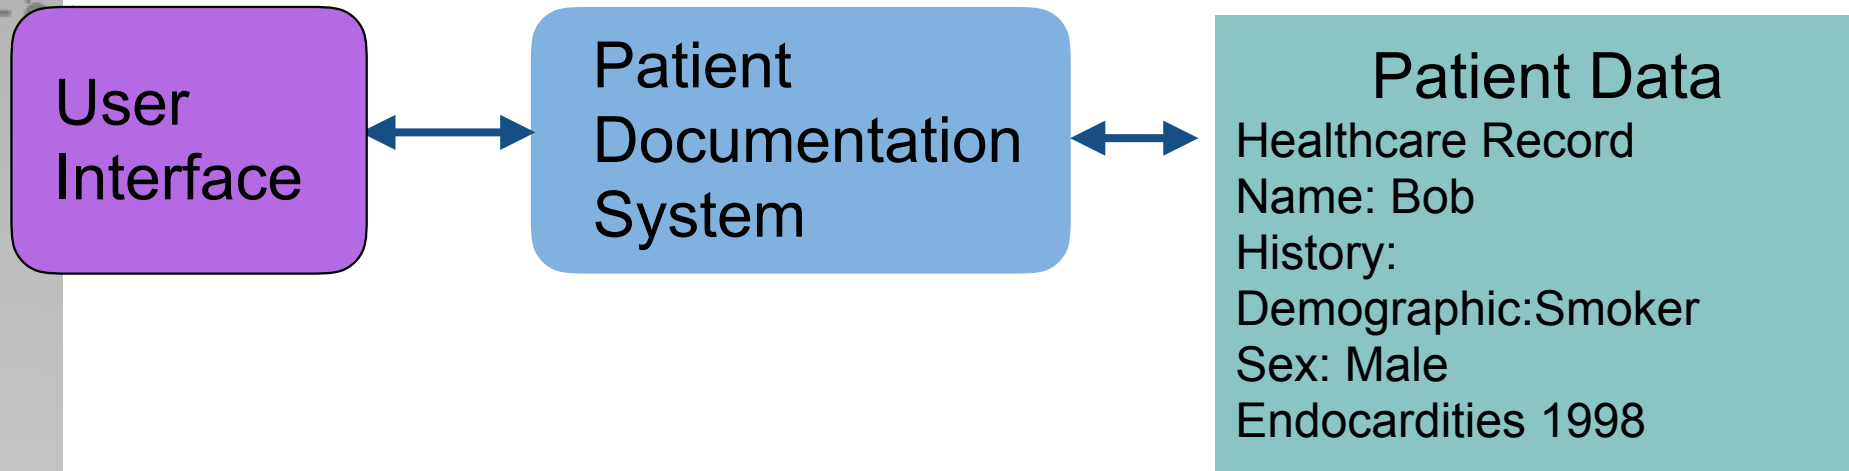 User
Interface
Patient
Documentation
System
Patient Data
Healthcare Record
Name: Bob
History:
Demographic:Smoker
Sex: Male
Endocardities 1998